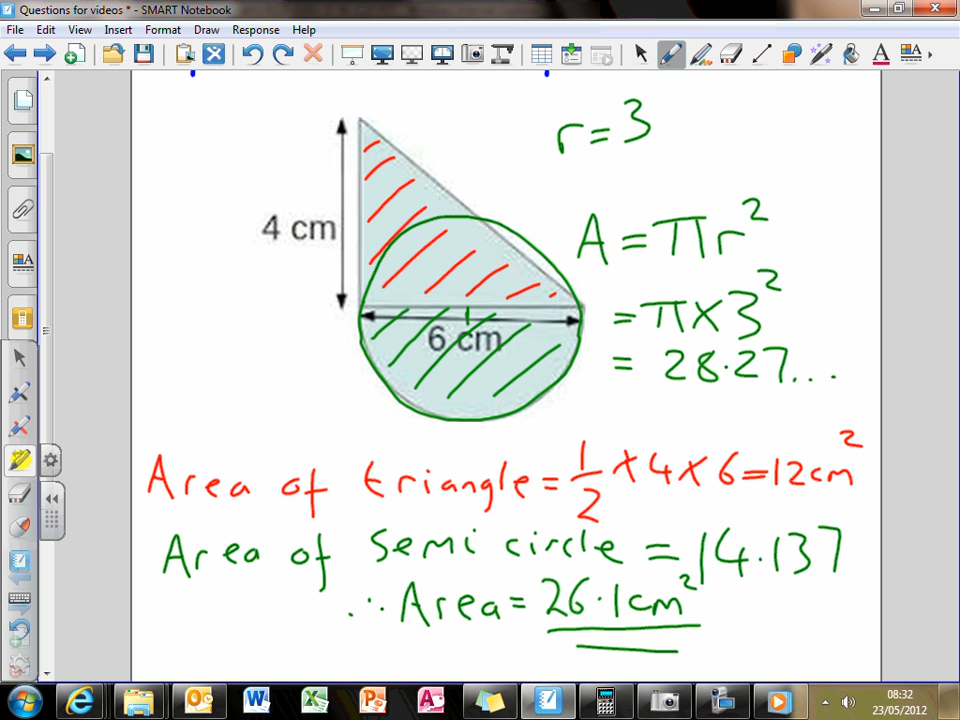 Questions for videos * - SMART Notebook
File Edit View Insert Format Draw Response Help
r = 3
4 cm
A = πr²
= π × 3²
6 cm
= 28.27...
Area of triangle = 1/2 × 4 × 6 = 12cm²
Area of semi circle = 14.137
∴ Area = 26.1cm²
08:32
23/05/2012